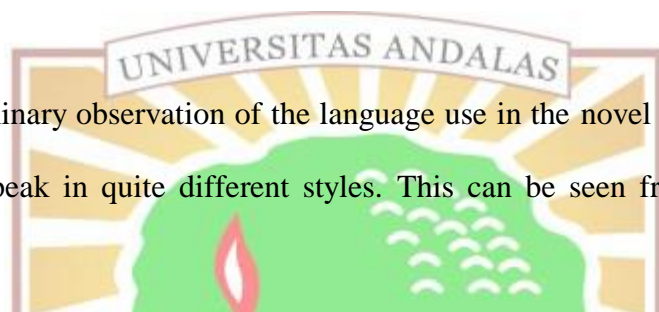 UNIVERSITAS ANDALAS
inary observation of the language use in the novel
peak in quite different styles. This can be seen fr